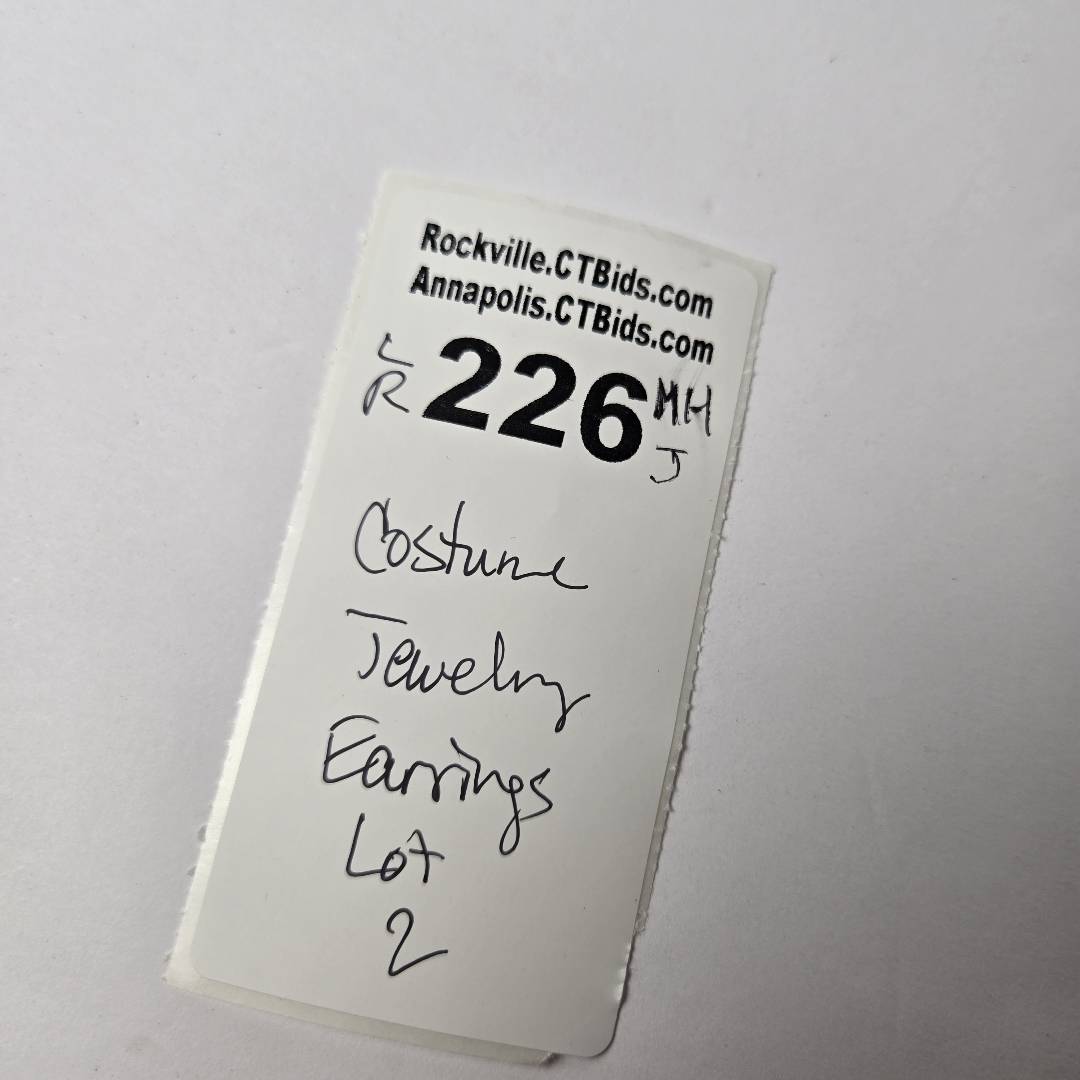 Rockville.CTBids.com
Annapolis.CTBids.com
L
R 226 MH
J
Costume
Jewelry
Earrings
Lot
2